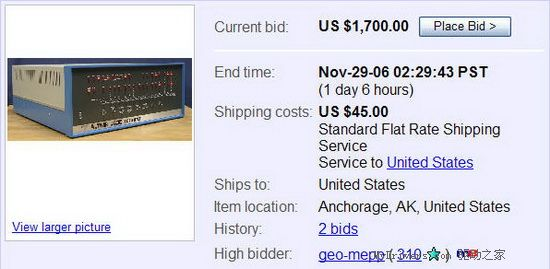 Current bid: US $1,700.00 Place Bid >
End time: Nov-29-06 02:29:43 PST
(1 day 6 hours)
Shipping costs: US $45.00
Standard Flat Rate Shipping
Service
Service to United States
Ships to: United States
Item location: Anchorage, AK, United States
History: 2 bids
View larger picture
High bidder: geo-mepp ( 310 ) 驱动之家